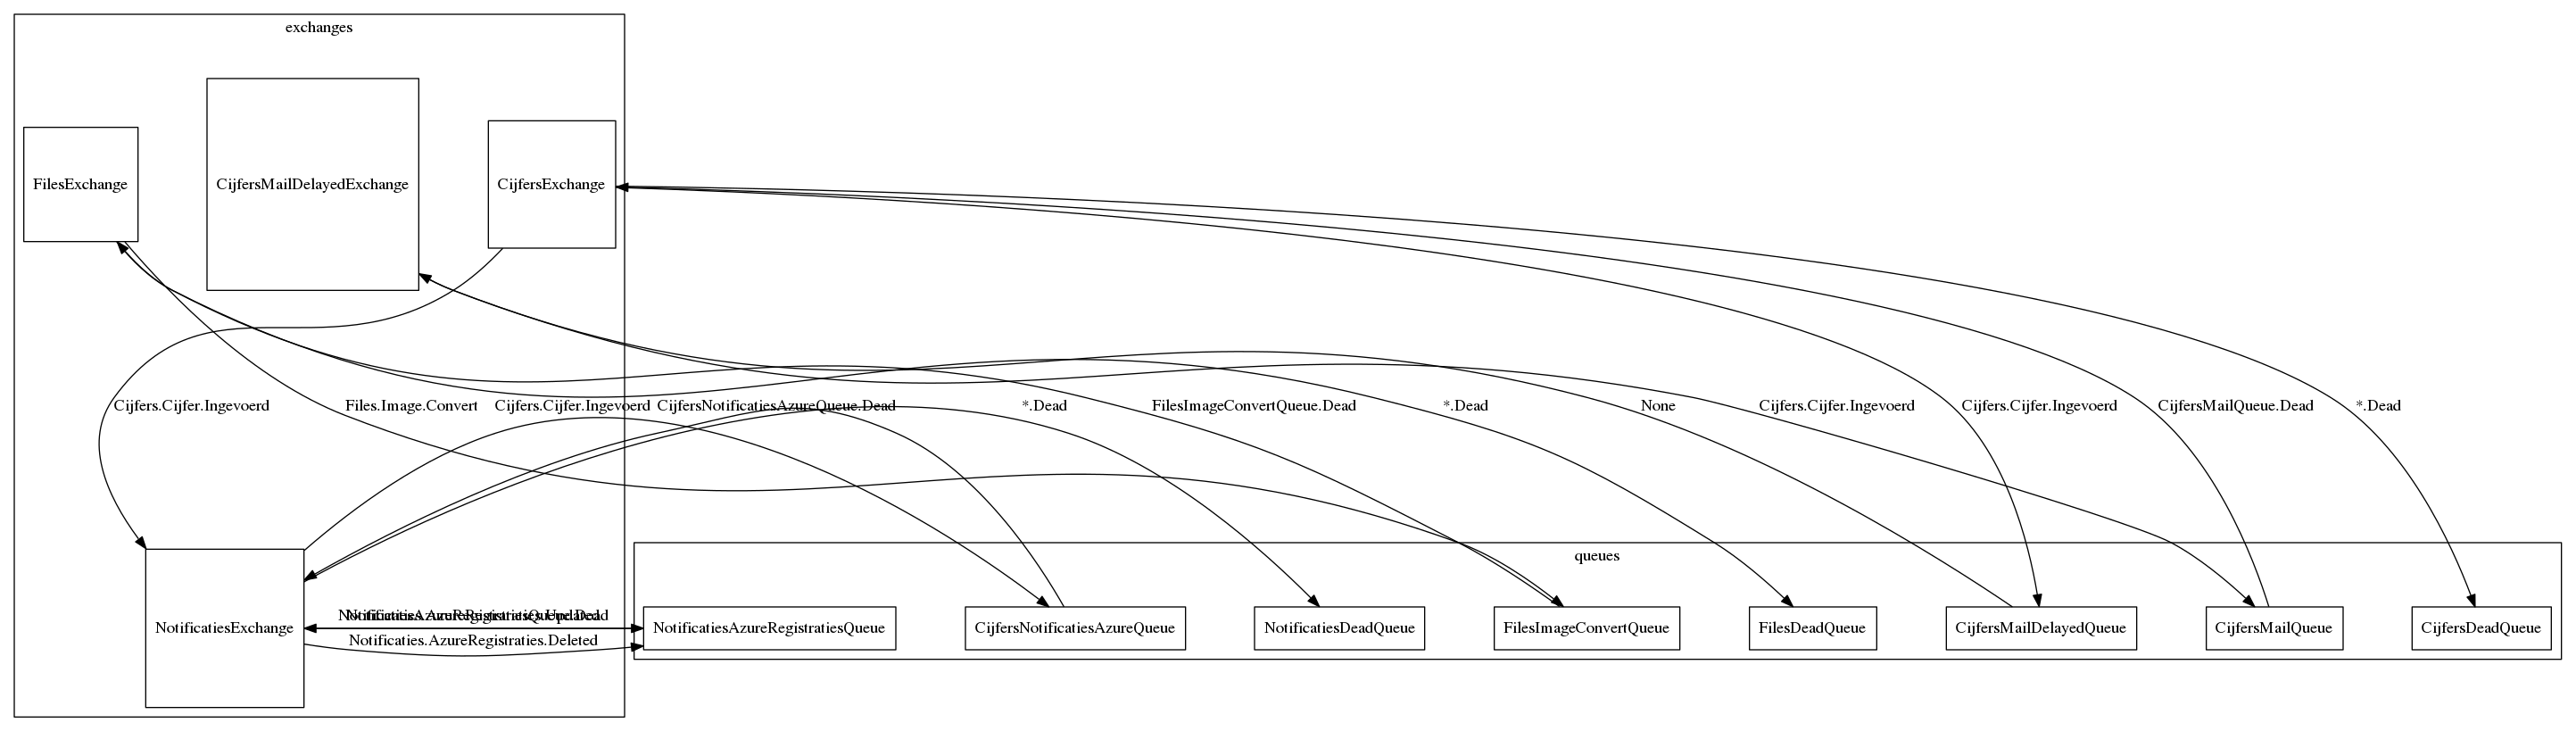 exchanges
FilesExchange
CijfersMailDelayedExchange
CijfersExchange
Cijfers.Cijfer.Ingevoerd
Files.Image.Convert
Cijfers.Cijfer.Ingevoerd
CijfersNotificatiesAzureQueue.Dead
*.Dead
FilesImageConvertQueue.Dead
*.Dead
None
Cijfers.Cijfer.Ingevoerd
Cijfers.Cijfer.Ingevoerd
CijfersMailQueue.Dead
*.Dead
queues
NotificatiesExchange
Notificaties.AzureRegistraties.Deleted
NotificatiesAzureRegistratiesQueue
CijfersNotificatiesAzureQueue
NotificatiesDeadQueue
FilesImageConvertQueue
FilesDeadQueue
CijfersMailDelayedQueue
CijfersMailQueue
CijfersDeadQueue